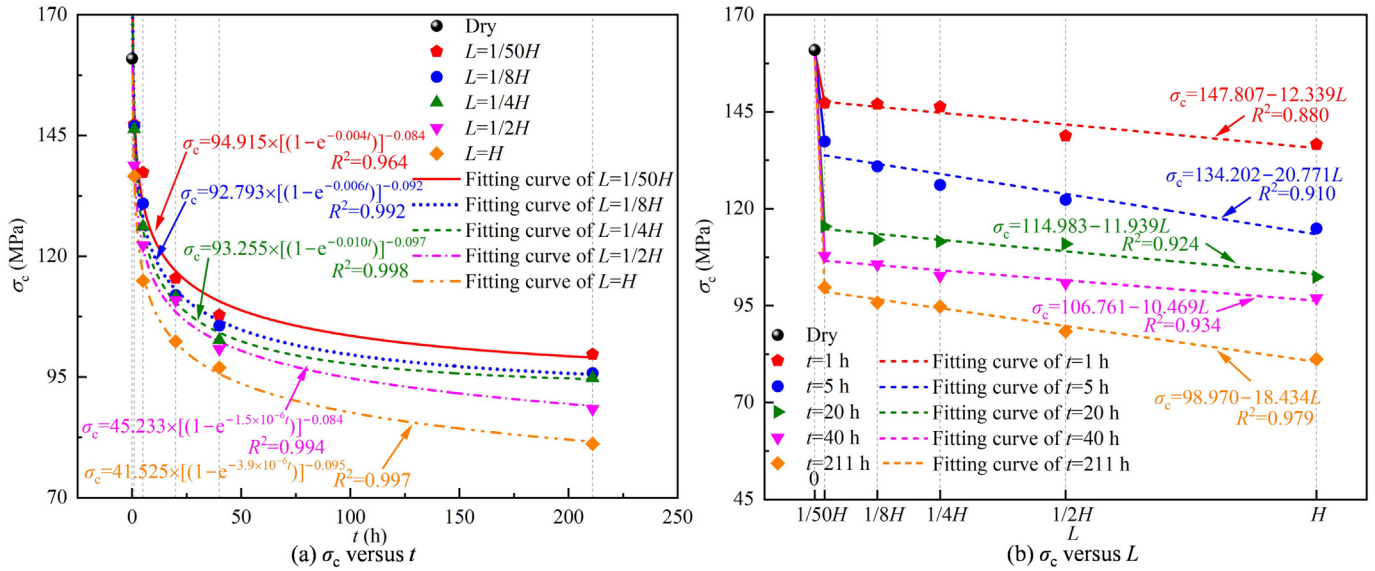 170
145
120
95
70
σc (MPa)
0
50
100
150
200
250
t (h)
Dry
L=1/50H
L=1/8H
L=1/4H
L=1/2H
L=H
Fitting curve of L=1/50H
Fitting curve of L=1/8H
Fitting curve of L=1/4H
Fitting curve of L=1/2H
Fitting curve of L=H
σc=94.915×[(1−e^−0.004t)]^−0.084
R²=0.964
σc=92.793×[(1−e^−0.006t)]^−0.092
R²=0.992
σc=93.255×[(1−e^−0.010t)]^−0.097
R²=0.998
σc=45.233×[(1−e^−1.5×10^−6t)]^−0.084
R²=0.994
σc=41.525×[(1−e^−3.9×10^−6t)]^−0.095
R²=0.997
(a) σc versus t
170
145
120
95
70
45
σc (MPa)
0
1/50H
1/8H
1/4H
1/2H
H
L
σc=147.807−12.339L
R²=0.880
σc=134.202−20.771L
R²=0.910
σc=114.983−11.939L
R²=0.924
σc=106.761−10.469L
R²=0.934
σc=98.970−18.434L
R²=0.979
Dry
t=1 h
t=5 h
t=20 h
t=40 h
t=211 h
Fitting curve of t=1 h
Fitting curve of t=5 h
Fitting curve of t=20 h
Fitting curve of t=40 h
Fitting curve of t=211 h
(b) σc versus L